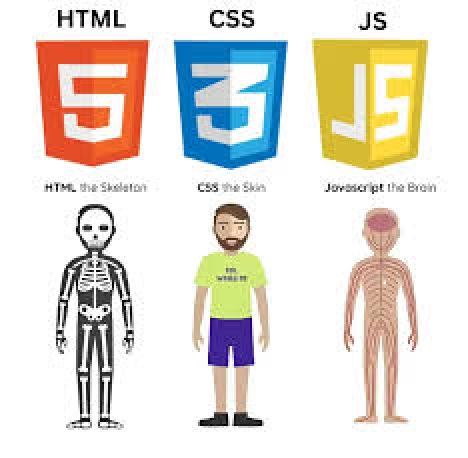 HTML
CSS
JS
5
3
JS
HTML the Skeleton
CSS the Skin
Javascript the Brain